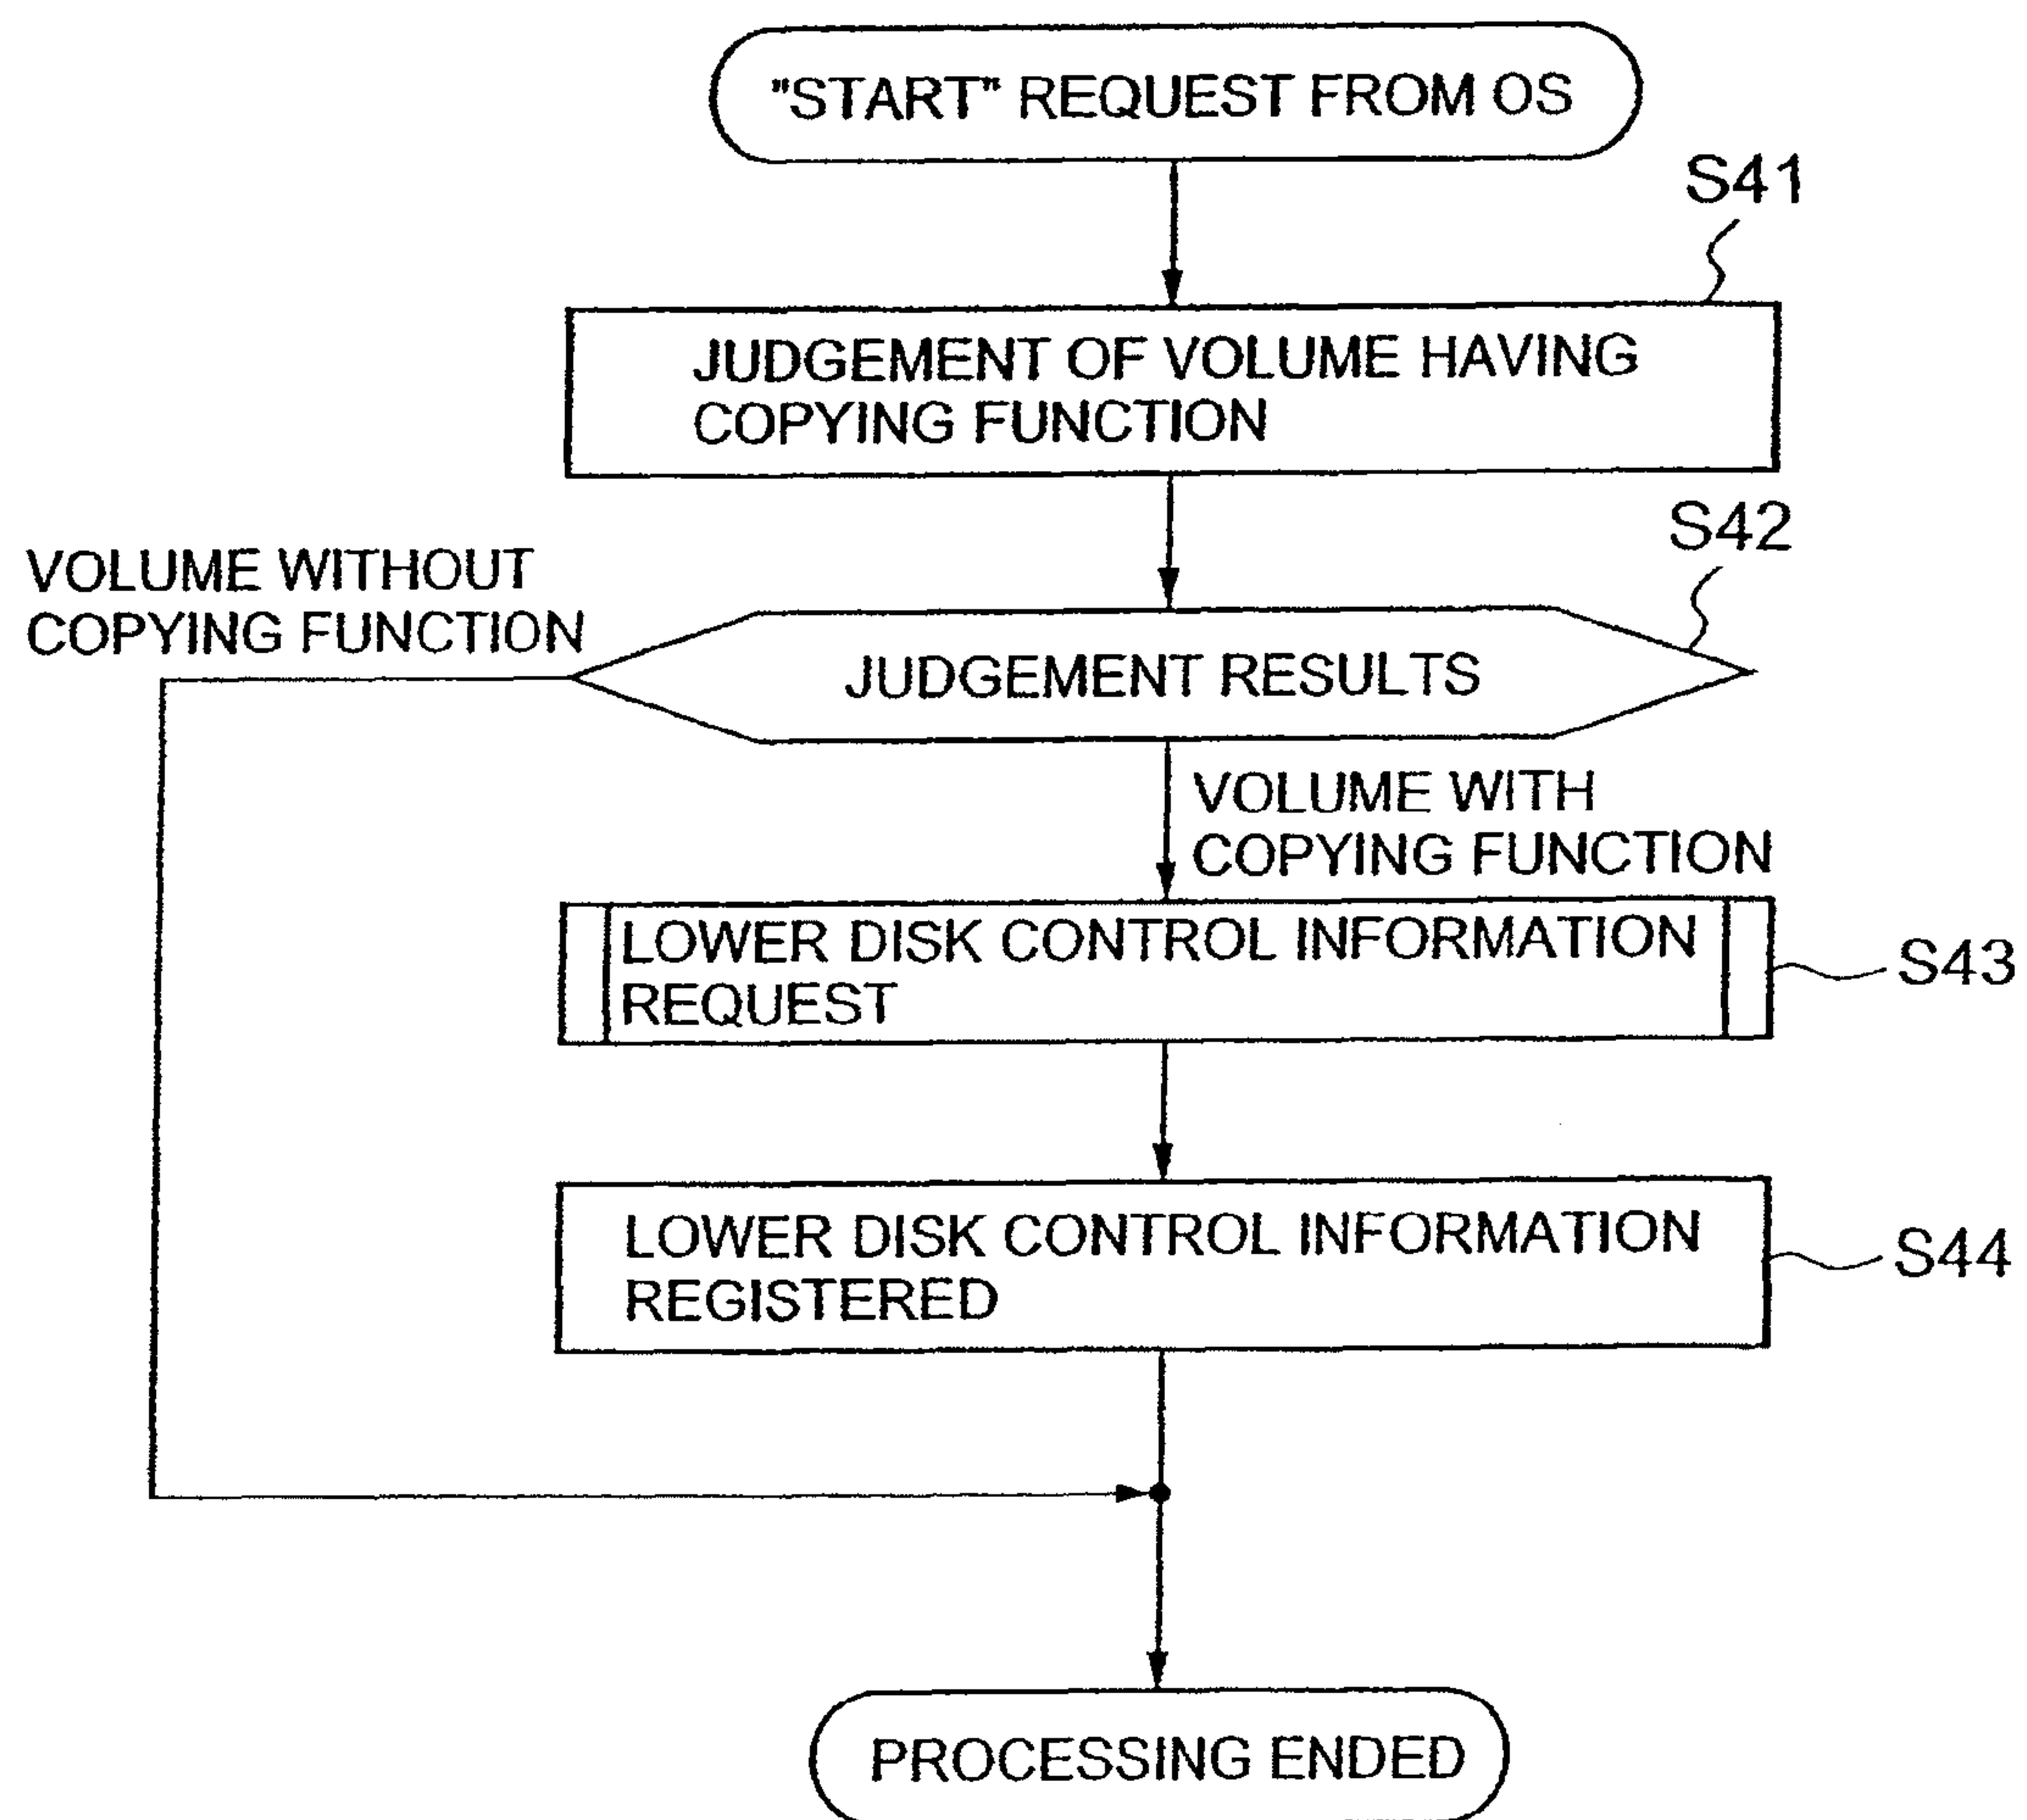 "START" REQUEST FROM OS
S41
JUDGEMENT OF VOLUME HAVING
COPYING FUNCTION
S42
VOLUME WITHOUT
COPYING FUNCTION
JUDGEMENT RESULTS
VOLUME WITH
COPYING FUNCTION
LOWER DISK CONTROL INFORMATION
REQUEST
S43
LOWER DISK CONTROL INFORMATION
REGISTERED
S44
PROCESSING ENDED